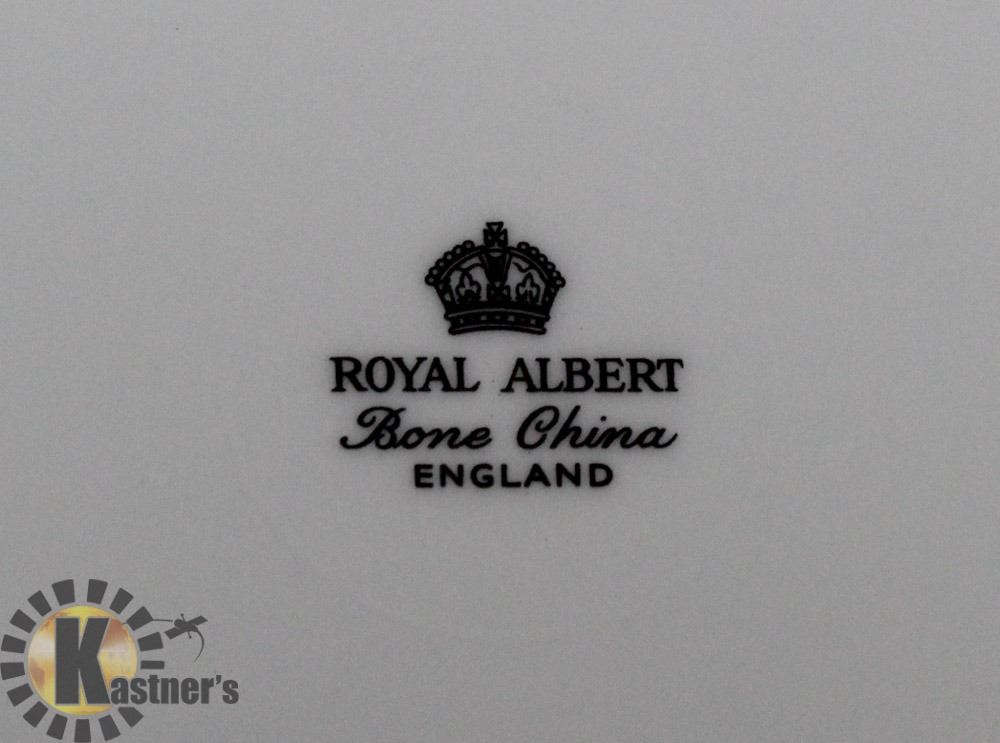 ROYAL ALBERT
Bone China
ENGLAND
Kastner's